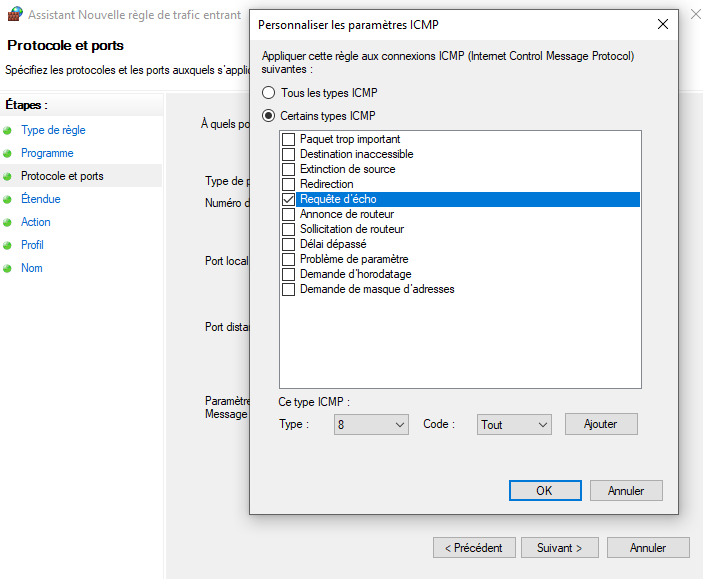 Assistant Nouvelle règle de trafic entrant
Protocole et ports
Spécifiez les protocoles et les ports auxquels s'appli
Étapes :
Type de règle
Programme
Protocole et ports
Étendue
Action
Profil
Nom
À quels po
Type de p
Numéro d
Port local
Port dista
Paramètre
Message
Personnaliser les paramètres ICMP
Appliquer cette règle aux connexions ICMP (Internet Control Message Protocol)
suivantes :
Tous les types ICMP
Certains types ICMP
Paquet trop important
Destination inaccessible
Extinction de source
Redirection
Requête d'écho
Annonce de routeur
Sollicitation de routeur
Délai dépassé
Problème de paramètre
Demande d'horodatage
Demande de masque d'adresses
Ce type ICMP :
Type : 8 Code : Tout Ajouter
OK Annuler
< Précédent Suivant > Annuler